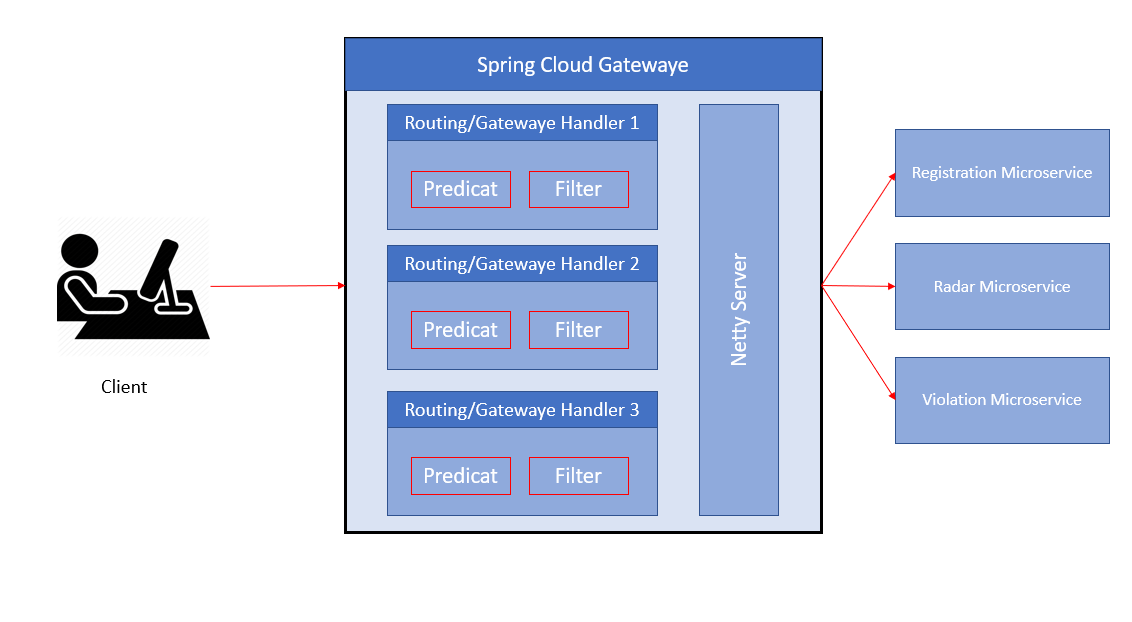 Spring Cloud Gatewaye
Routing/Gatewaye Handler 1
Predicat
Filter
Routing/Gatewaye Handler 2
Predicat
Filter
Routing/Gatewaye Handler 3
Predicat
Filter
Netty Server
Registration Microservice
Radar Microservice
Violation Microservice
Client